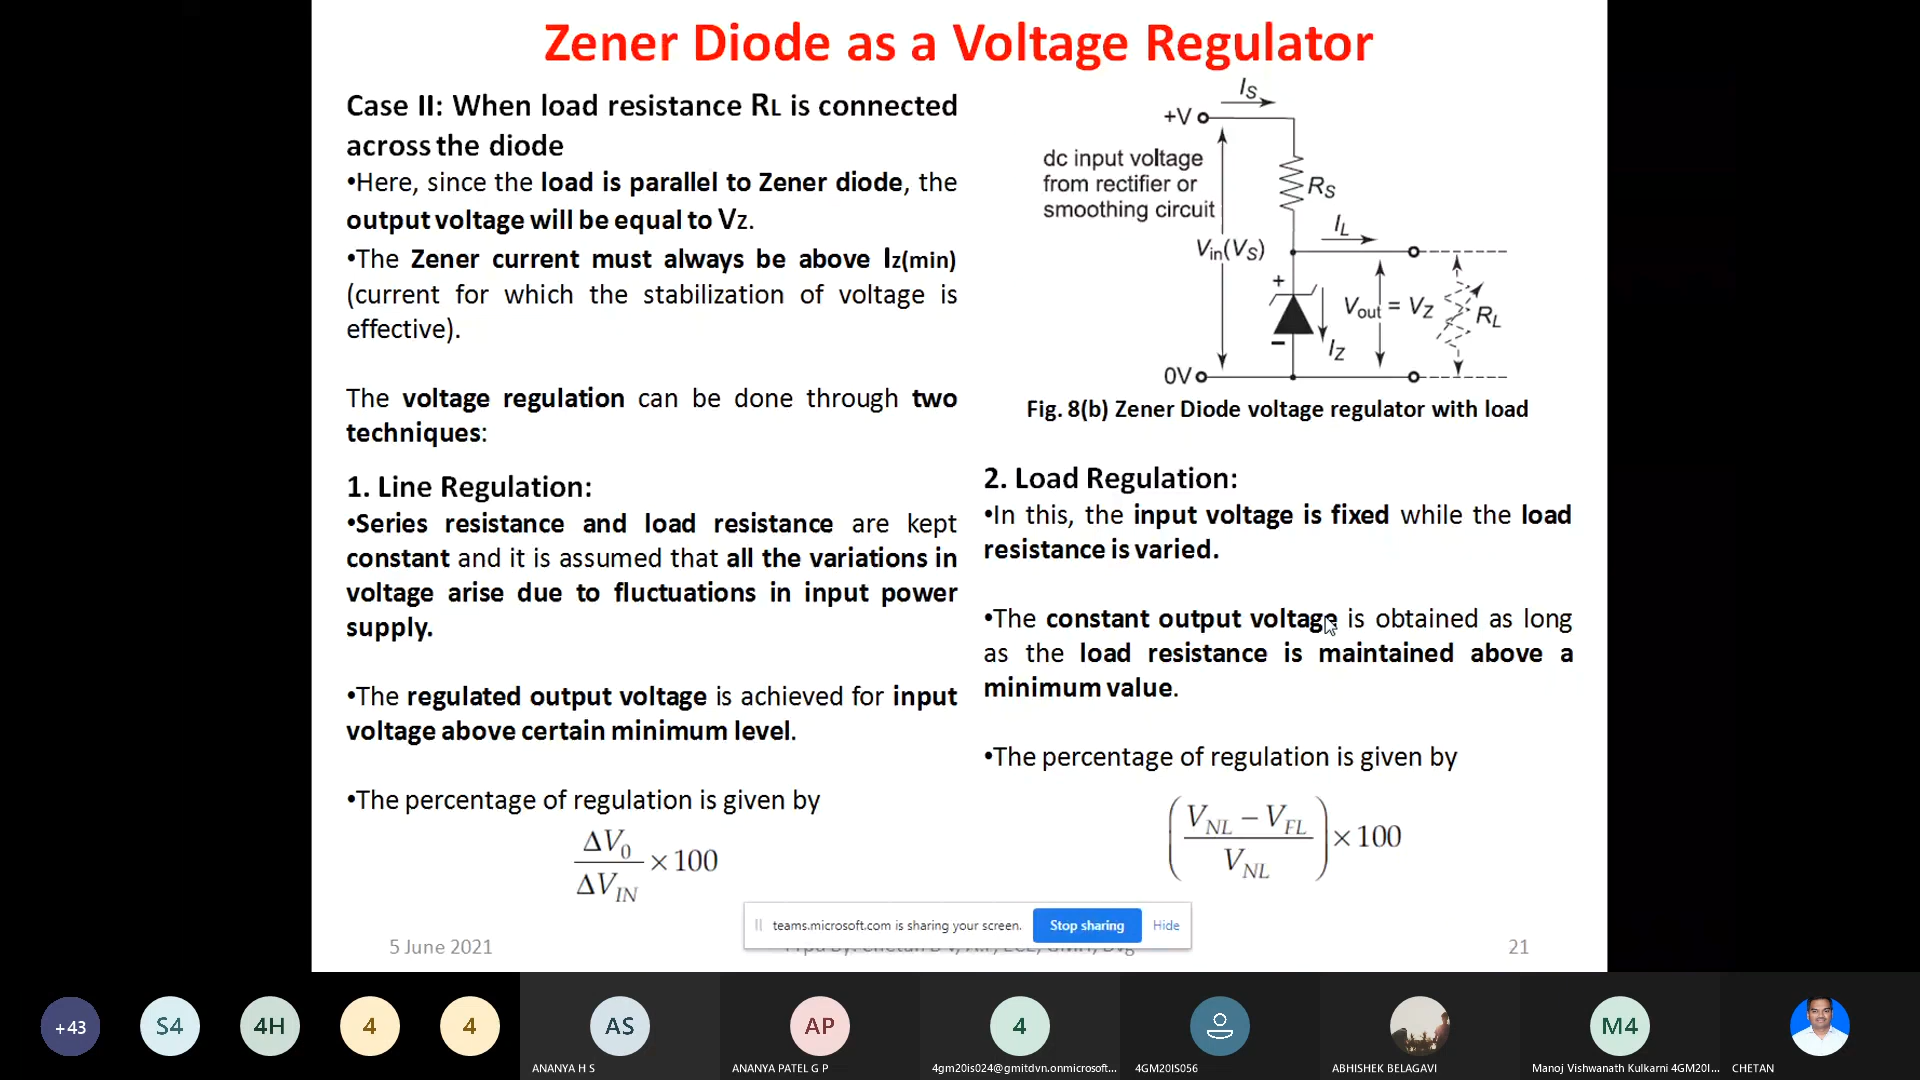 Zener Diode as a Voltage Regulator
Case II: When load resistance RL is connected
across the diode
•Here, since the load is parallel to Zener diode, the
output voltage will be equal to VZ.
•The Zener current must always be above IZ(min)
(current for which the stabilization of voltage is
effective).
The voltage regulation can be done through two
techniques:
1. Line Regulation:
•Series resistance and load resistance are kept
constant and it is assumed that all the variations in
voltage arise due to fluctuations in input power
supply.
•The regulated output voltage is achieved for input
voltage above certain minimum level.
•The percentage of regulation is given by
ΔV0
ΔVIN
×100
IS
+V
dc input voltage
from rectifier or
smoothing circuit
RS
IL
Vin(VS)
+
Vout = VZ
RL
–
IZ
0V
Fig. 8(b) Zener Diode voltage regulator with load
2. Load Regulation:
•In this, the input voltage is fixed while the load
resistance is varied.
•The constant output voltage is obtained as long
as the load resistance is maintained above a
minimum value.
•The percentage of regulation is given by
(VNL − VFL
VNL) ×100
teams.microsoft.com is sharing your screen.
Stop sharing
Hide
5 June 2021
21
+43
S4
4H
4
4
AS
ANANYA H S
AP
ANANYA PATEL G P
4
4gm20is024@gmitdvn.onmicrosoft...
4GM20IS056
ABHISHEK BELAGAVI
M4
Manoj Vishwanath Kulkarni 4GM20I...
CHETAN